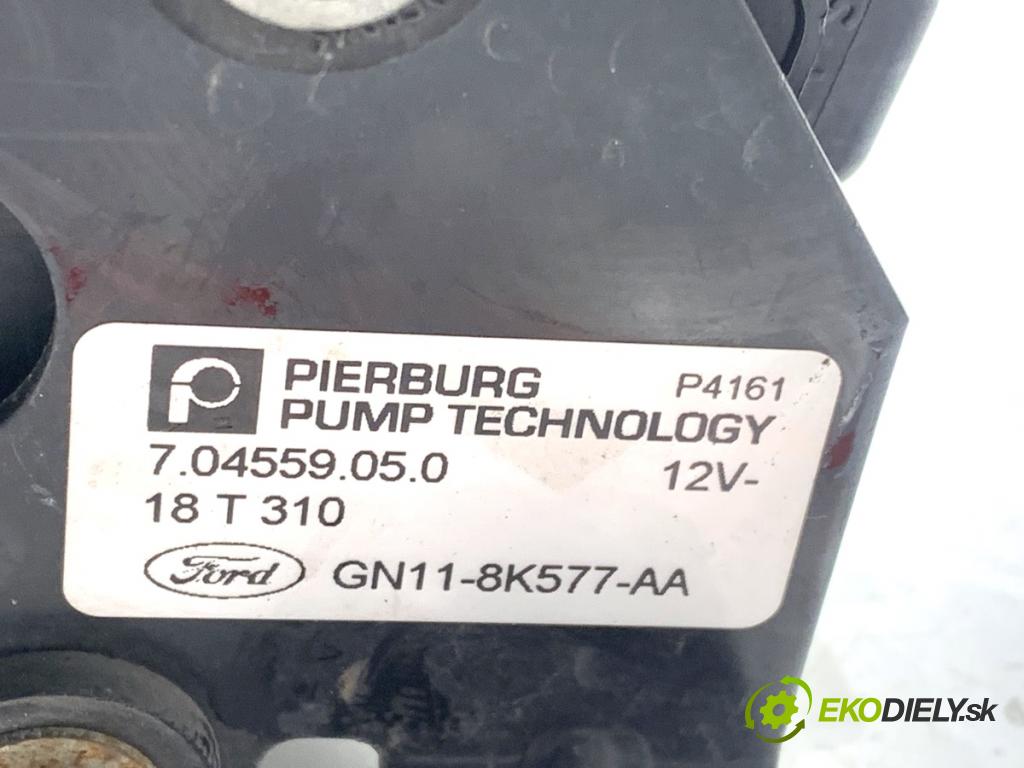 PIERBURG P4161
PUMP TECHNOLOGY
7.04559.05.0 12V-
18 T 310
Ford GN11-8K577-AA
EKODIELY.sk